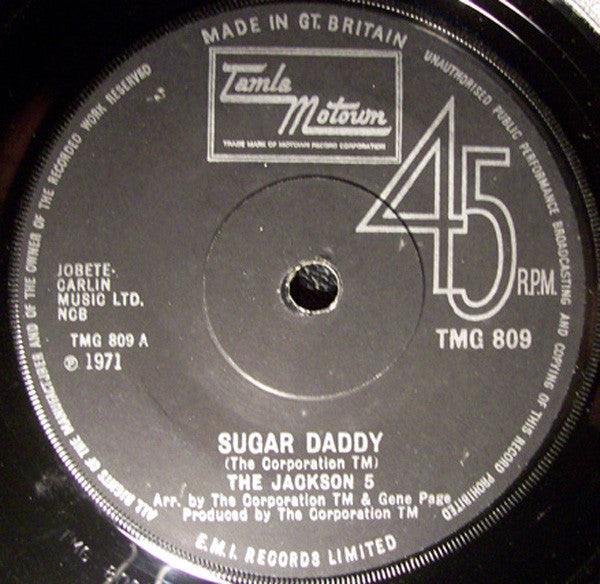 MADE IN GT. BRITAIN
UNAUTHORISED PUBLIC PERFORMANCE BROADCASTING AND COPYING OF THIS RECORD PROHIBITED
ALL RIGHTS OF THE MANUFACTURER AND OF THE OWNER OF THE RECORDED WORK RESERVED
Tamla
Motown
TRADE MARK OF MOTOWN RECORD CORPORATION
45
R.P.M.
JOBETE-
CARLIN
MUSIC LTD.
NCB
TMG 809 A
℗ 1971
TMG 809
SUGAR DADDY
(The Corporation TM)
THE JACKSON 5
Arr. by The Corporation TM & Gene Page
Produced by The Corporation TM
E.M.I. RECORDS LIMITED